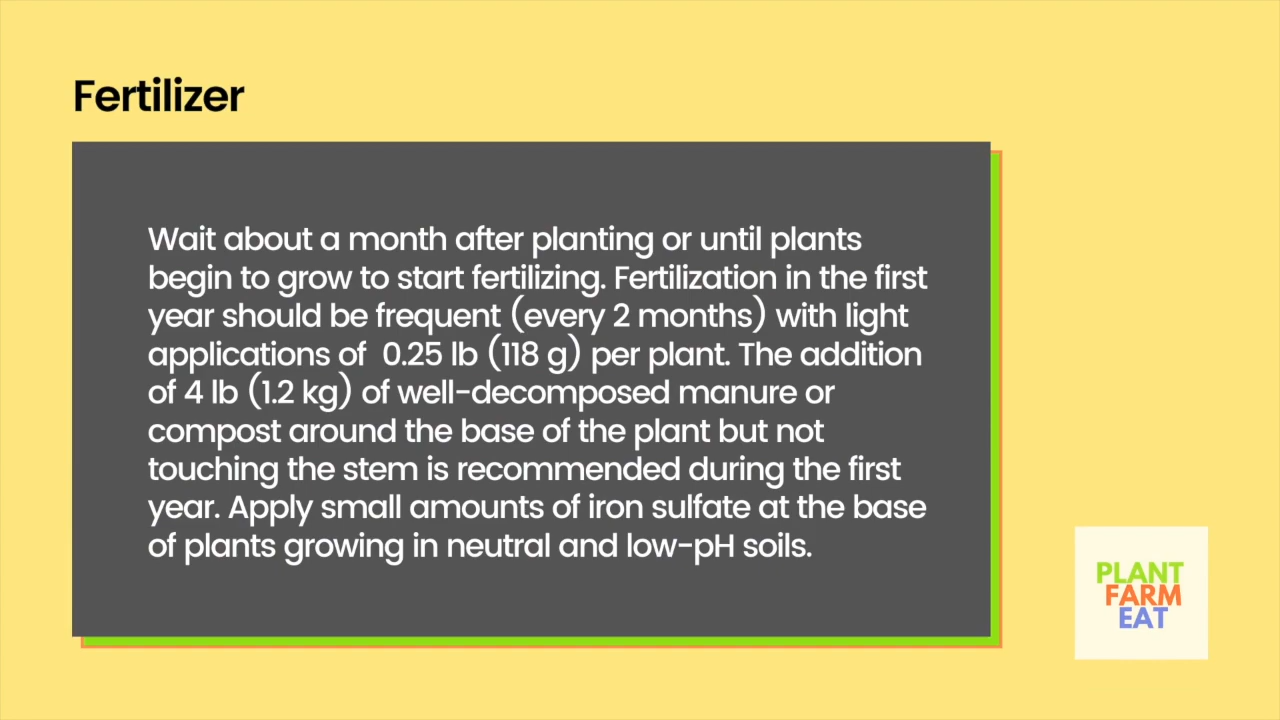 Fertilizer
Wait about a month after planting or until plants
begin to grow to start fertilizing. Fertilization in the first
year should be frequent (every 2 months) with light
applications of  0.25 lb (118 g) per plant. The addition
of 4 lb (1.2 kg) of well-decomposed manure or
compost around the base of the plant but not
touching the stem is recommended during the first
year. Apply small amounts of iron sulfate at the base
of plants growing in neutral and low-pH soils.
PLANT
FARM
EAT